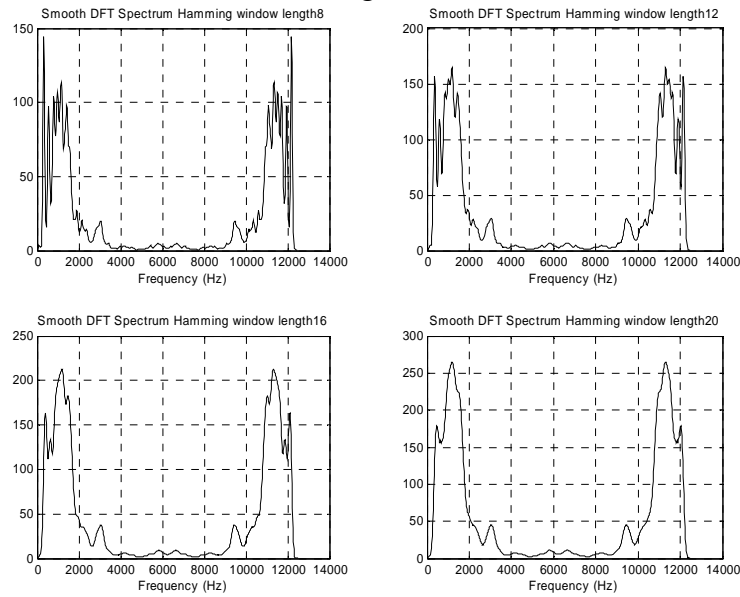 Smooth DFT Spectrum Hamming window length8
150
100
50
0
0 2000 4000 6000 8000 10000 12000 14000
Frequency (Hz)
Smooth DFT Spectrum Hamming window length12
200
150
100
50
0
0 2000 4000 6000 8000 10000 12000 14000
Frequency (Hz)
Smooth DFT Spectrum Hamming window length16
250
200
150
100
50
0
0 2000 4000 6000 8000 10000 12000 14000
Frequency (Hz)
Smooth DFT Spectrum Hamming window length20
300
250
200
150
100
50
0
0 2000 4000 6000 8000 10000 12000 14000
Frequency (Hz)